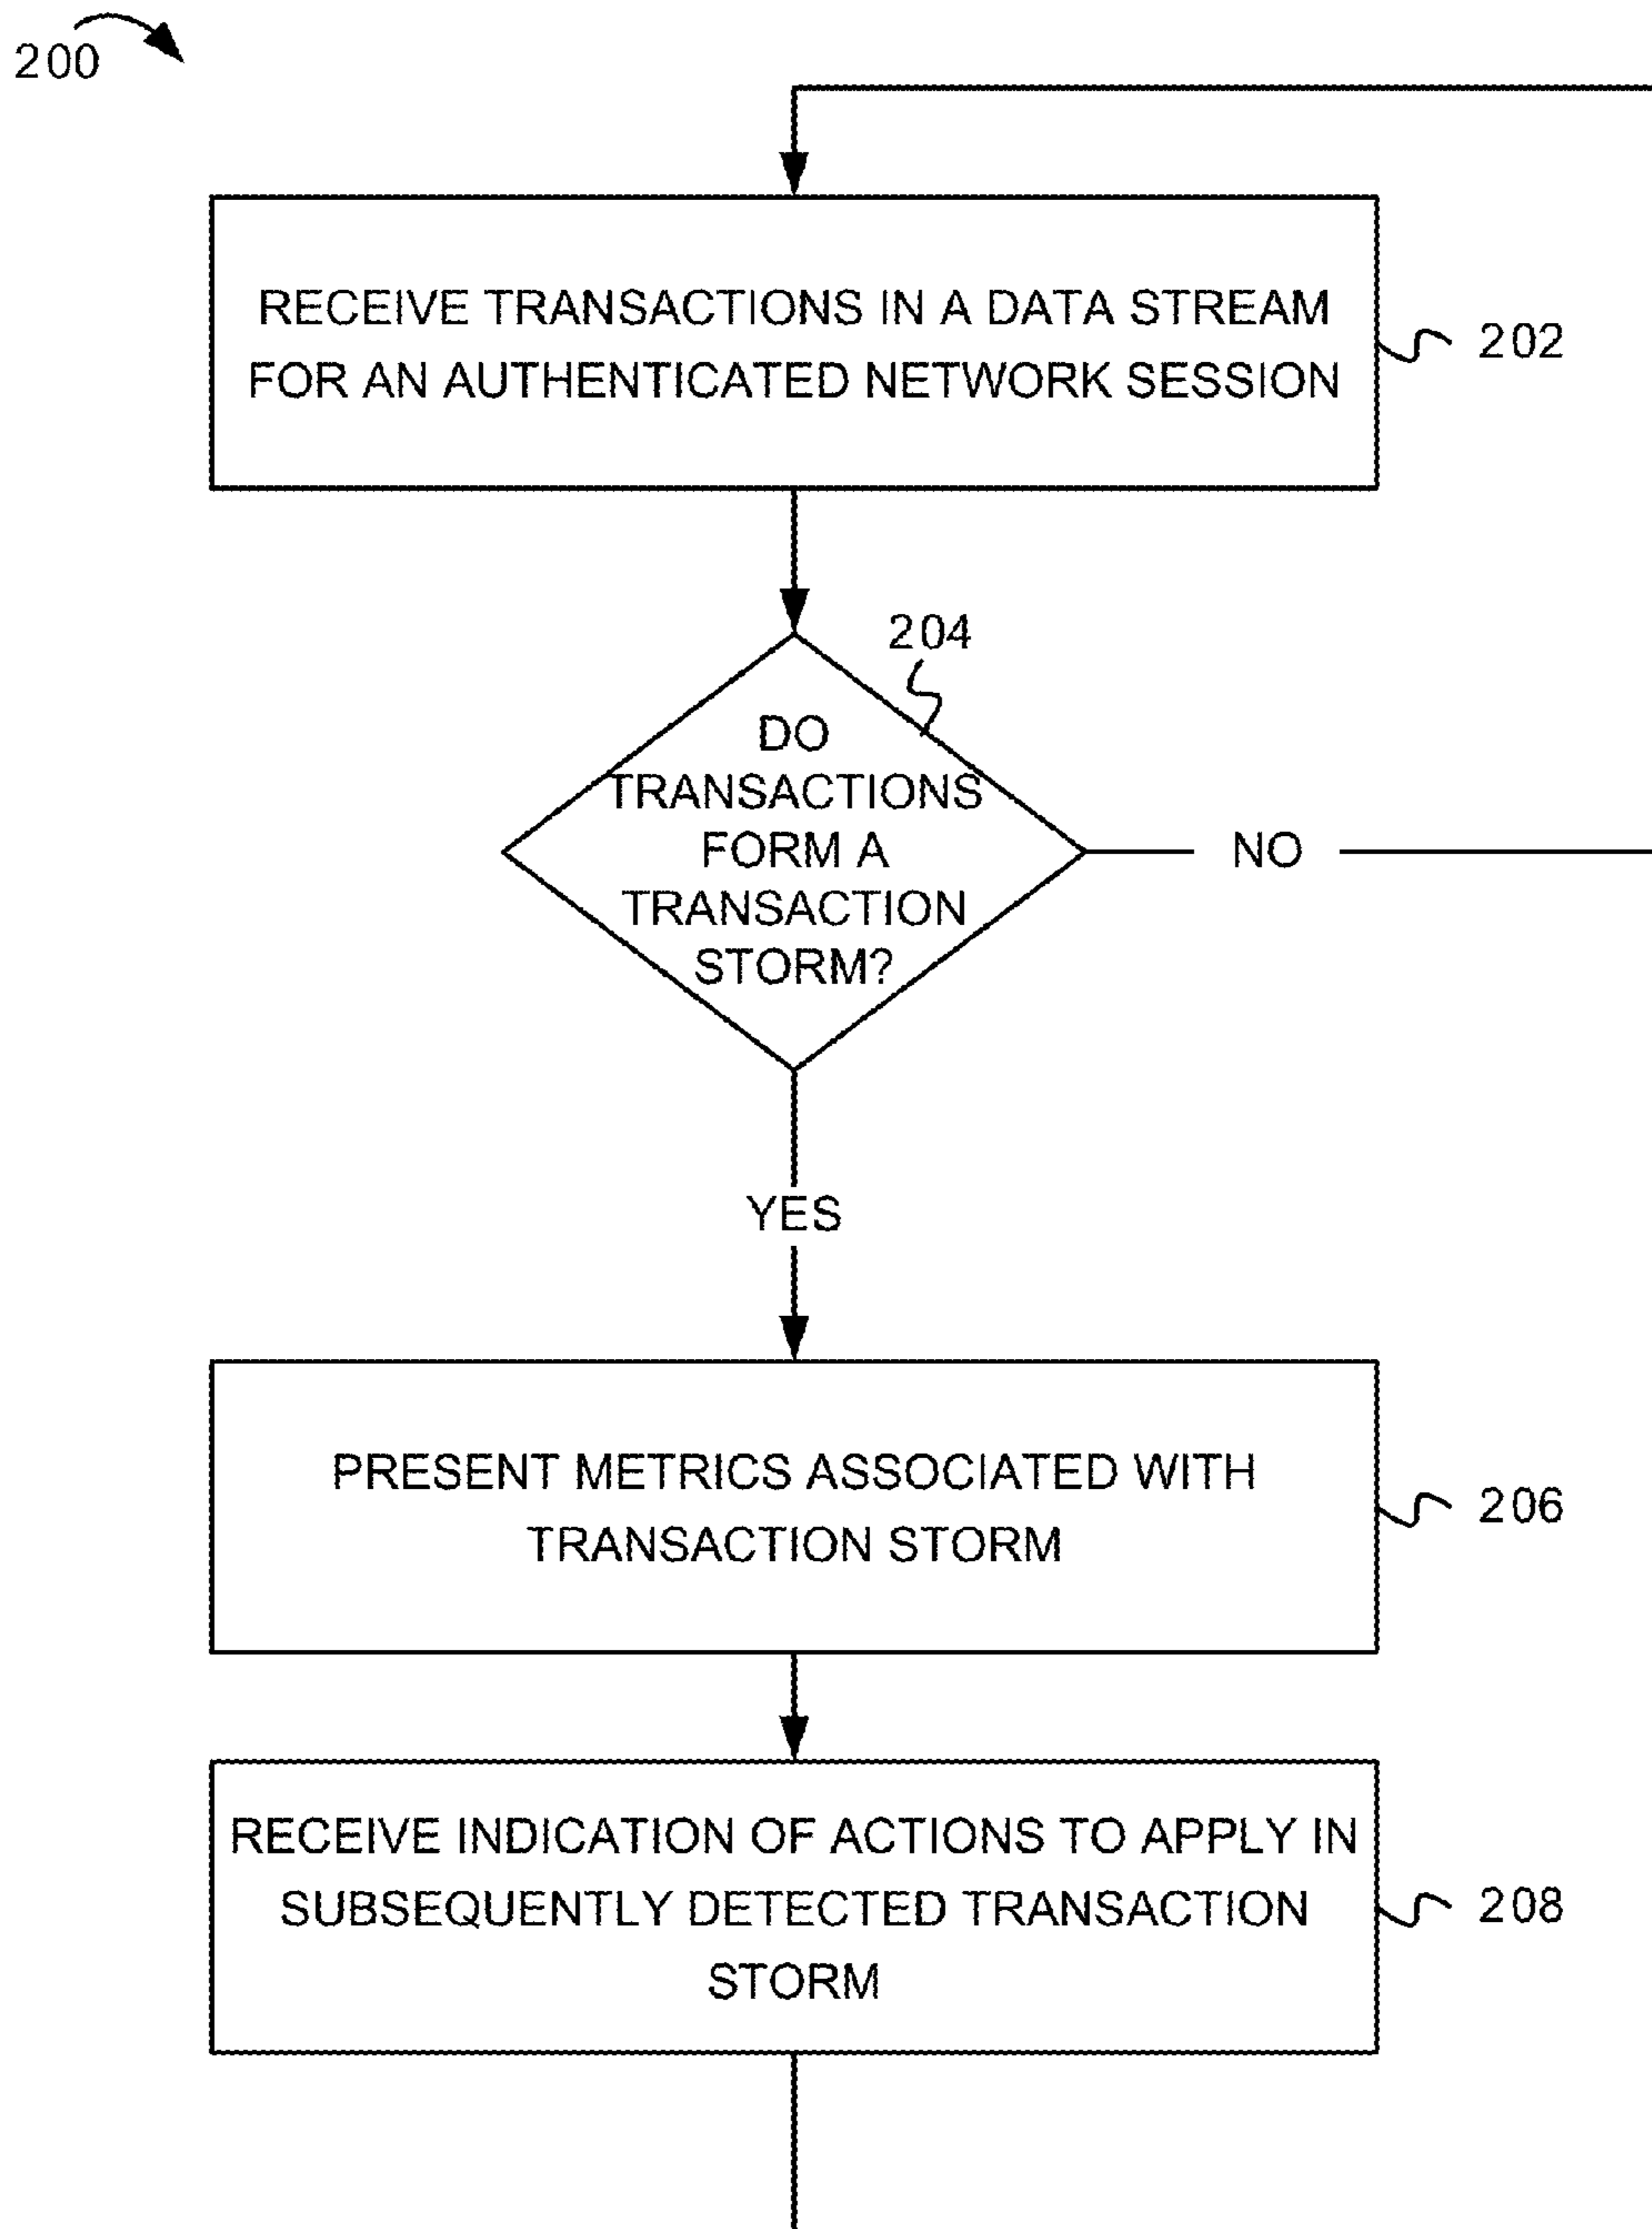 200
RECEIVE TRANSACTIONS IN A DATA STREAM
FOR AN AUTHENTICATED NETWORK SESSION
202
204
DO
TRANSACTIONS
FORM A
TRANSACTION
STORM?
NO
YES
PRESENT METRICS ASSOCIATED WITH
TRANSACTION STORM
206
RECEIVE INDICATION OF ACTIONS TO APPLY IN
SUBSEQUENTLY DETECTED TRANSACTION
STORM
208